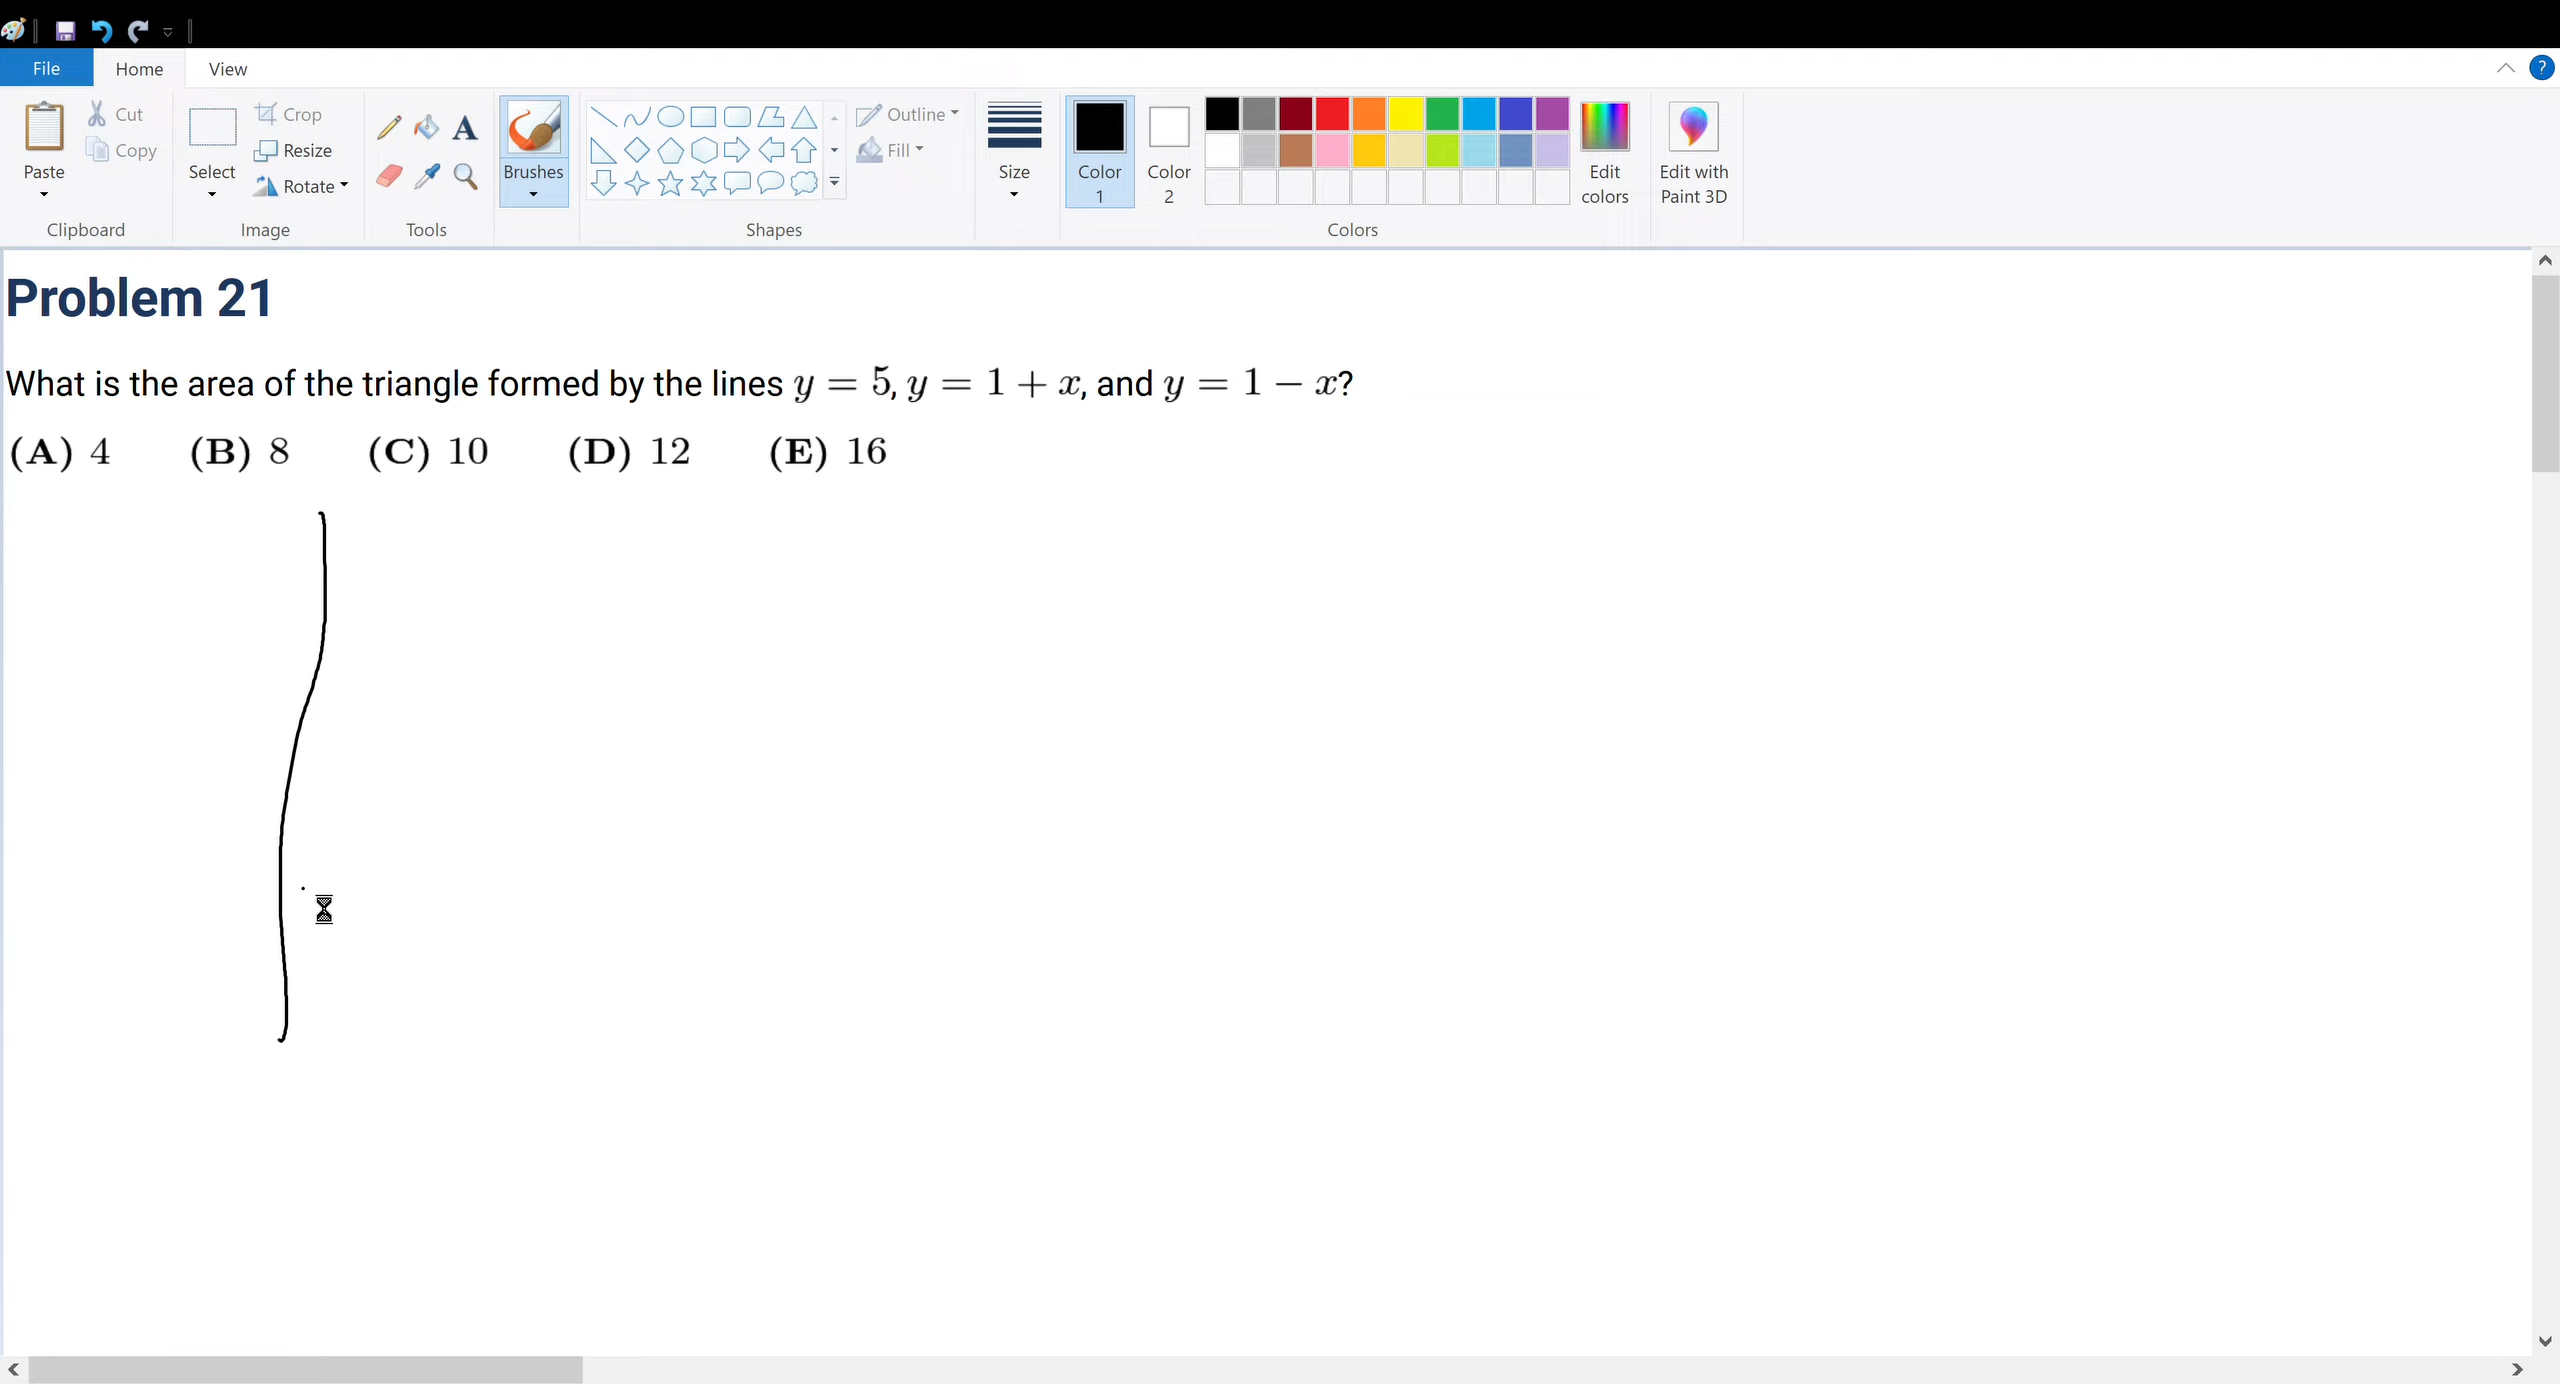 File Home View ?
Paste Cut Copy Select Crop Resize Rotate A Brushes Outline Fill Size Color 1 Color 2 Edit colors Edit with Paint 3D
Clipboard Image Tools Shapes Colors
Problem 21
What is the area of the triangle formed by the lines y = 5, y = 1 + x, and y = 1 − x?
(A) 4 (B) 8 (C) 10 (D) 12 (E) 16